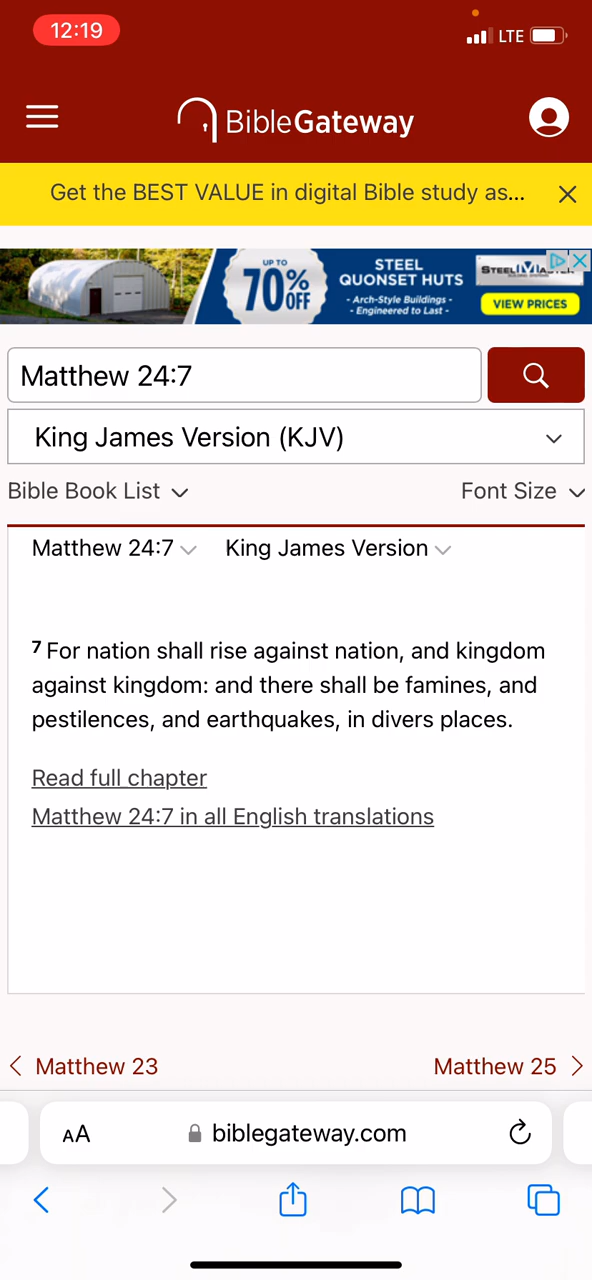 12:19
LTE
BibleGateway
Get the BEST VALUE in digital Bible study as...
UP TO
70% OFF
STEEL
QUONSET HUTS
- Arch-Style Buildings -
- Engineered to Last -
VIEW PRICES
Matthew 24:7
King James Version (KJV)
Bible Book List
Font Size
Matthew 24:7 King James Version
7 For nation shall rise against nation, and kingdom
against kingdom: and there shall be famines, and
pestilences, and earthquakes, in divers places.
Read full chapter
Matthew 24:7 in all English translations
Matthew 23
Matthew 25
AA
biblegateway.com